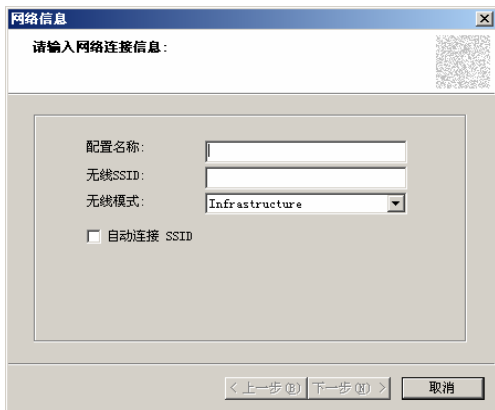 网络信息
请输入网络连接信息:
配置名称:
无线SSID:
无线模式: Infrastructure
自动连接 SSID
< 上一步(B) 下一步(N) > 取消